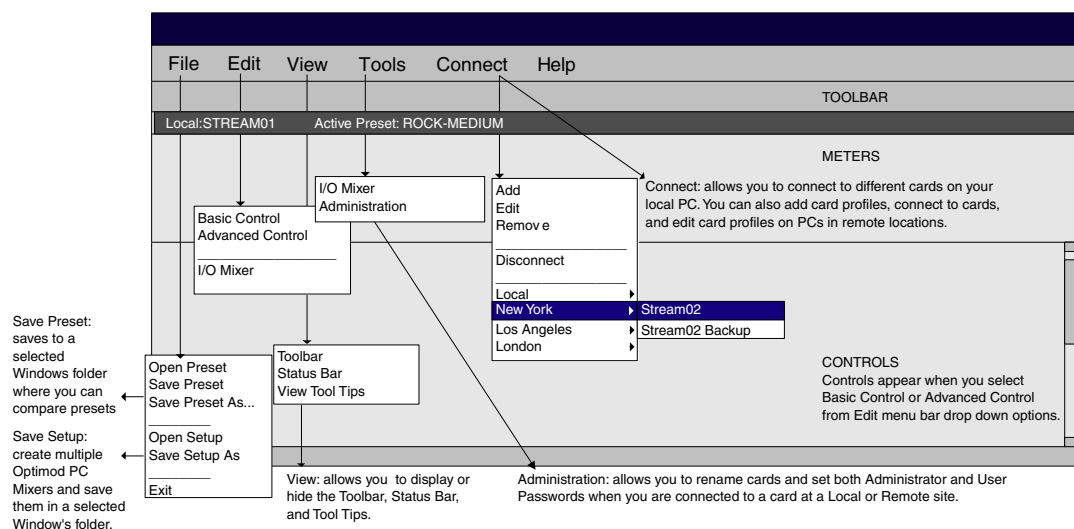 File Edit View Tools Connect Help
TOOLBAR
Local:STREAM01 Active Preset: ROCK-MEDIUM
METERS
Connect: allows you to connect to different cards on your
local PC. You can also add card profiles, connect to cards,
and edit card profiles on PCs in remote locations.
I/O Mixer
Administration
Basic Control
Advanced Control
I/O Mixer
Add
Edit
Remove
Disconnect
Local
New York
Los Angeles
London
Stream02
Stream02 Backup
Toolbar
Status Bar
View Tool Tips
CONTROLS
Controls appear when you select
Basic Control or Advanced Control
from Edit menu bar drop down options.
Save Preset:
saves to a
selected
Windows folder
where you can
compare presets
Save Setup:
create multiple
Optimod PC
Mixers and save
them in a selected
Window's folder.
Open Preset
Save Preset
Save Preset As...
Open Setup
Save Setup As
Exit
View: allows you to display or
hide the Toolbar, Status Bar,
and Tool Tips.
Administration: allows you to rename cards and set both Administrator and User
Passwords when you are connected to a card at a Local or Remote site.